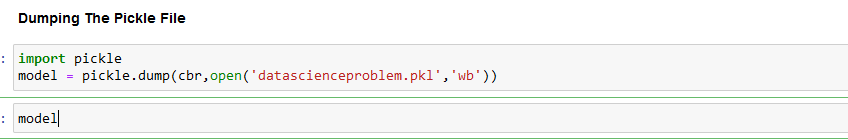 Dumping The Pickle File
: import pickle
model = pickle.dump(cbr,open('datascienceproblem.pkl','wb'))
: model